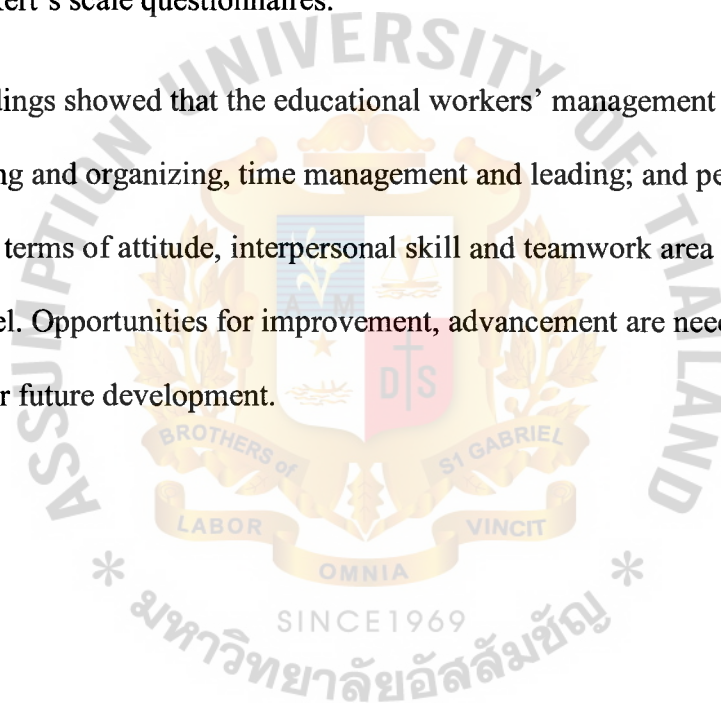 ert's scale questionnaires.
dings showed that the educational workers' management
ng and organizing, time management and leading; and pe
terms of attitude, interpersonal skill and teamwork area
el. Opportunities for improvement, advancement are need
r future development.
ASSUMPTION UNIVERSITY OF THAILAND
A M
D S
BROTHERS of
S1 GABRIEL
LABOR
VINCIT
OMNIA
SINCE1969
มหาวิทยาลัยอัสสัมชัญ